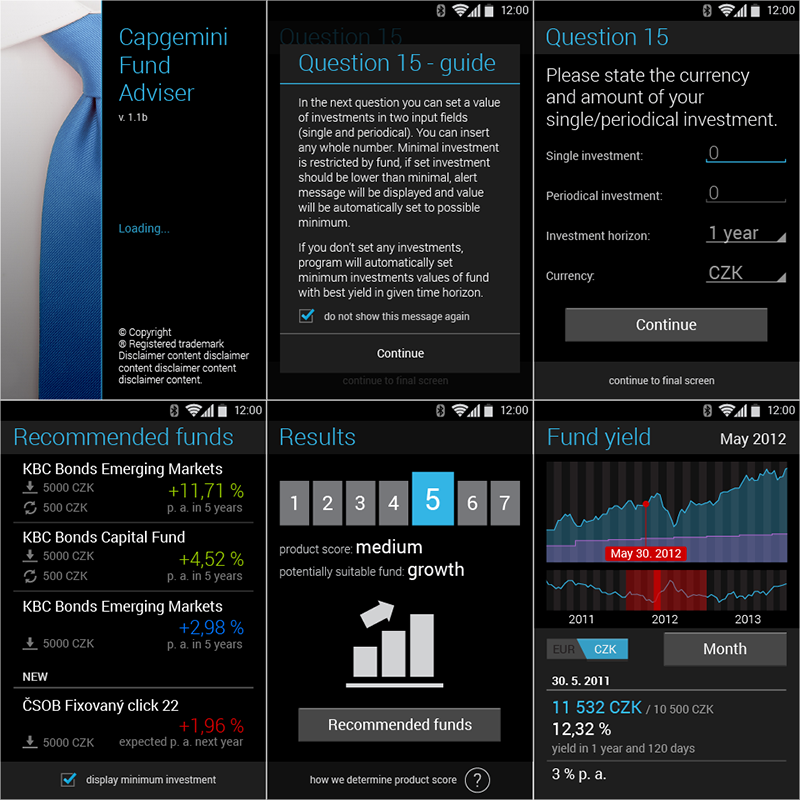 Capgemini
Fund
Adviser
v. 1.1b
Loading...
© Copyright
® Registered trademark
Disclaimer content disclaimer
content disclaimer content
disclaimer content.
12:00
Question 15
Question 15 - guide
In the next question you can set a value
of investments in two input fields
(single and periodical). You can insert
any whole number. Minimal investment
is restricted by fund, if set investment
should be lower than minimal, alert
message will be displayed and value
will be automatically set to possible
minimum.
If you don't set any investments,
program will automatically set
minimum investments values of fund
with best yield in given time horizon.
do not show this message again
Continue
continue to final screen
12:00
Question 15
Please state the currency
and amount of your
single/periodical investment.
Single investment: 0
Periodical investment: 0
Investment horizon: 1 year
Currency: CZK
Continue
continue to final screen
12:00
Recommended funds
KBC Bonds Emerging Markets
5000 CZK
+11,71 %
500 CZK
p. a. in 5 years
KBC Bonds Capital Fund
5000 CZK
+4,52 %
500 CZK
p. a. in 5 years
KBC Bonds Emerging Markets
+2,98 %
5000 CZK
p. a. in 5 years
NEW
ČSOB Fixovaný click 22
+1,96 %
5000 CZK
expected p. a. next year
display minimum investment
12:00
Results
1 2 3 4 5 6 7
product score: medium
potentially suitable fund: growth
Recommended funds
how we determine product score ?
12:00
Fund yield May 2012
May 30. 2012
2011 2012 2013
EUR CZK Month
30. 5. 2011
11 532 CZK / 10 500 CZK
12,32 %
yield in 1 year and 120 days
3 % p. a.